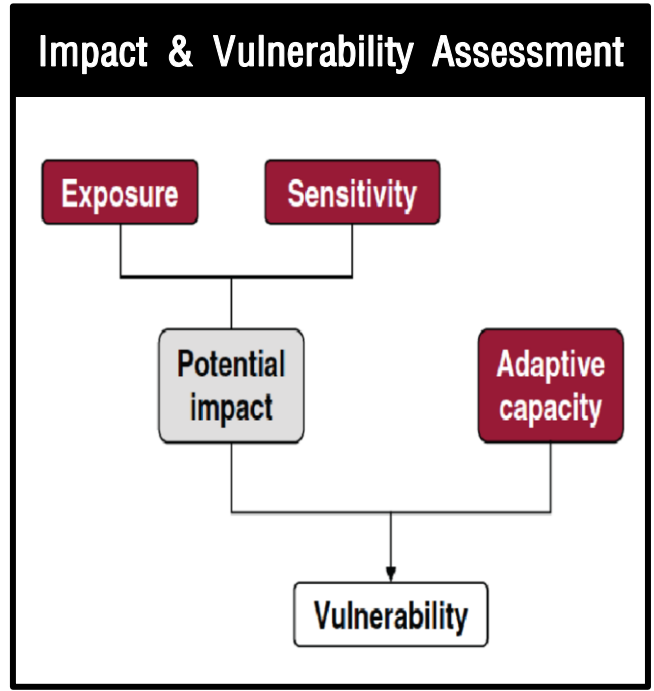 Impact & Vulnerability Assessment
Exposure
Sensitivity
Potential
impact
Adaptive
capacity
Vulnerability